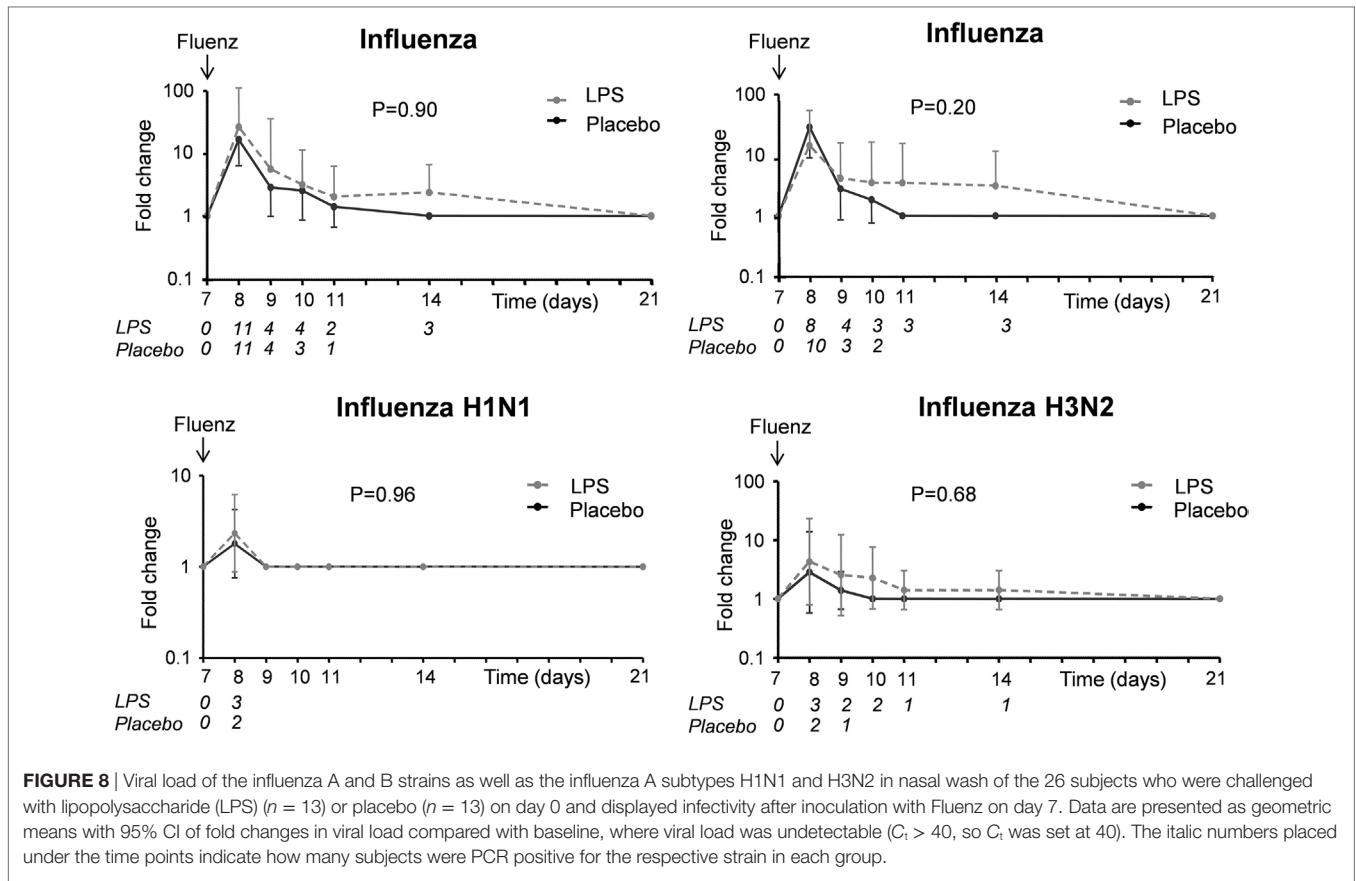 Influenza
Fluenz
100
10
1
0.1
Fold change
P=0.90
LPS
Placebo
7 8 9 10 11 14 Time (days) 21
LPS 0 11 4 4 2 3
Placebo 0 11 4 3 1
Influenza
Fluenz
100
10
1
0.1
Fold change
P=0.20
LPS
Placebo
7 8 9 10 11 14 Time (days) 21
LPS 0 8 4 3 3 3
Placebo 0 10 3 2
Influenza H1N1
Fluenz
10
1
0.1
Fold change
P=0.96
LPS
Placebo
7 8 9 10 11 14 Time (days) 21
LPS 0 3
Placebo 0 2
Influenza H3N2
Fluenz
100
10
1
0.1
Fold change
P=0.68
LPS
Placebo
7 8 9 10 11 14 Time (days) 21
LPS 0 3 2 2 1 1
Placebo 0 2 1
FIGURE 8 | Viral load of the influenza A and B strains as well as the influenza A subtypes H1N1 and H3N2 in nasal wash of the 26 subjects who were challenged
with lipopolysaccharide (LPS) (n = 13) or placebo (n = 13) on day 0 and displayed infectivity after inoculation with Fluenz on day 7. Data are presented as geometric
means with 95% CI of fold changes in viral load compared with baseline, where viral load was undetectable (Ct > 40, so Ct was set at 40). The italic numbers placed
under the time points indicate how many subjects were PCR positive for the respective strain in each group.